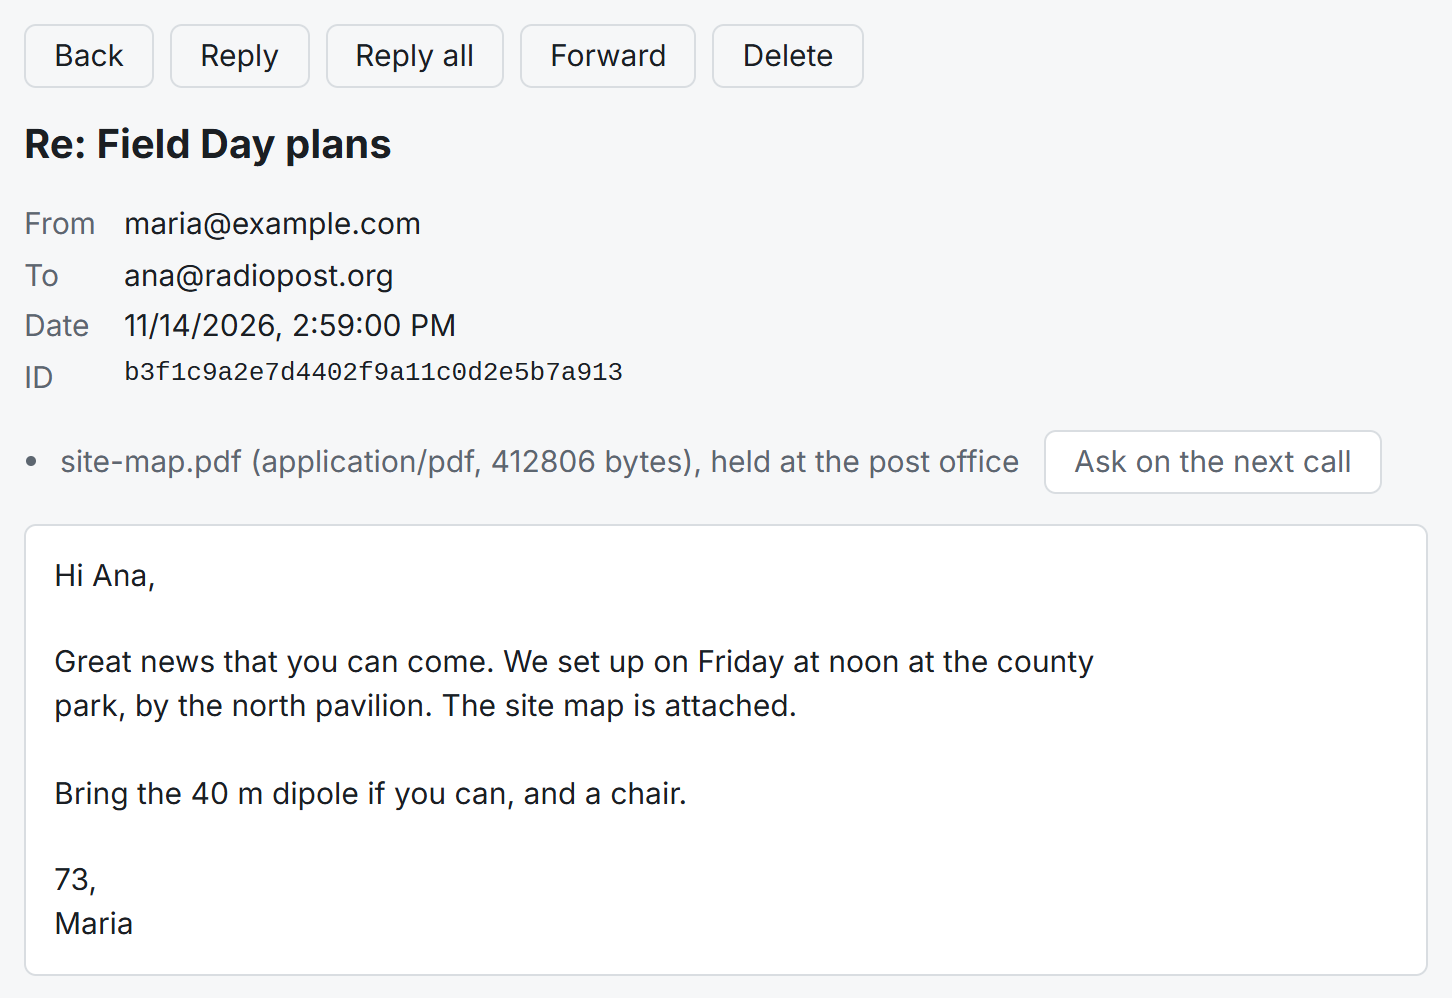 Back Reply Reply all Forward Delete
Re: Field Day plans
From maria@example.com
To ana@radiopost.org
Date 11/14/2026, 2:59:00 PM
ID b3f1c9a2e7d4402f9a11c0d2e5b7a913
• site-map.pdf (application/pdf, 412806 bytes), held at the post office Ask on the next call
Hi Ana,
Great news that you can come. We set up on Friday at noon at the county
park, by the north pavilion. The site map is attached.
Bring the 40 m dipole if you can, and a chair.
73,
Maria